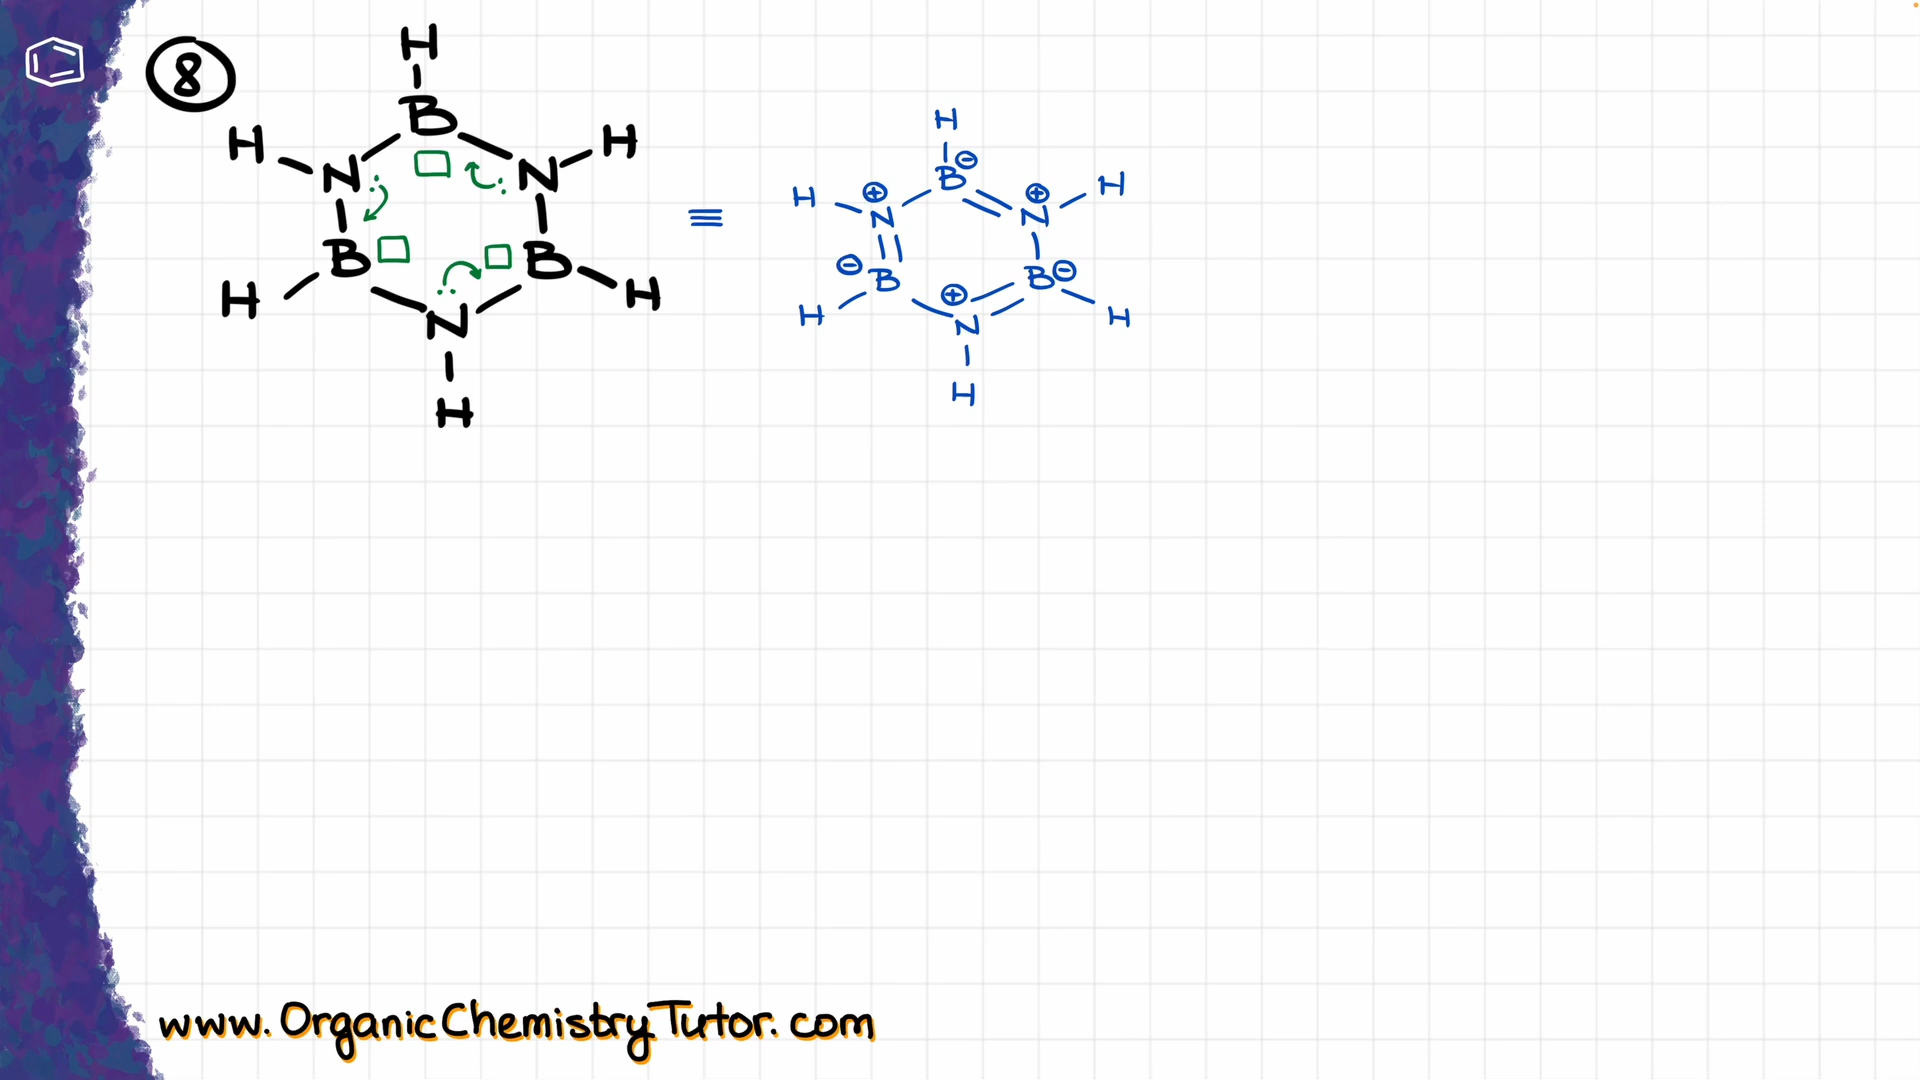 8
H
B
H N N H
B B
H N H
H
≡
H
B ⊖
H ⊕ N ⊕ N H
⊖ B B ⊖
H ⊕ N H
H
www.OrganicChemistryTutor.com